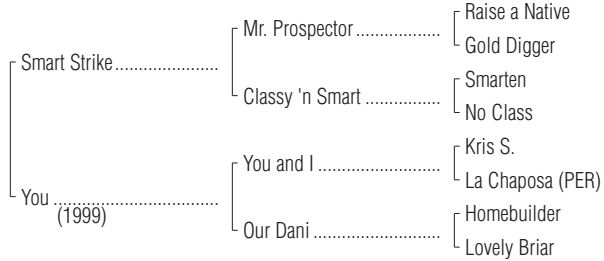 Raise a Native
Mr. Prospector..................
Gold Digger
Smart Strike......................
Smarten
Classy 'n Smart ................
No Class
Kris S.
You and I ..........................
La Chaposa (PER)
You ...................................
(1999)
Homebuilder
Our Dani ...........................
Lovely Briar